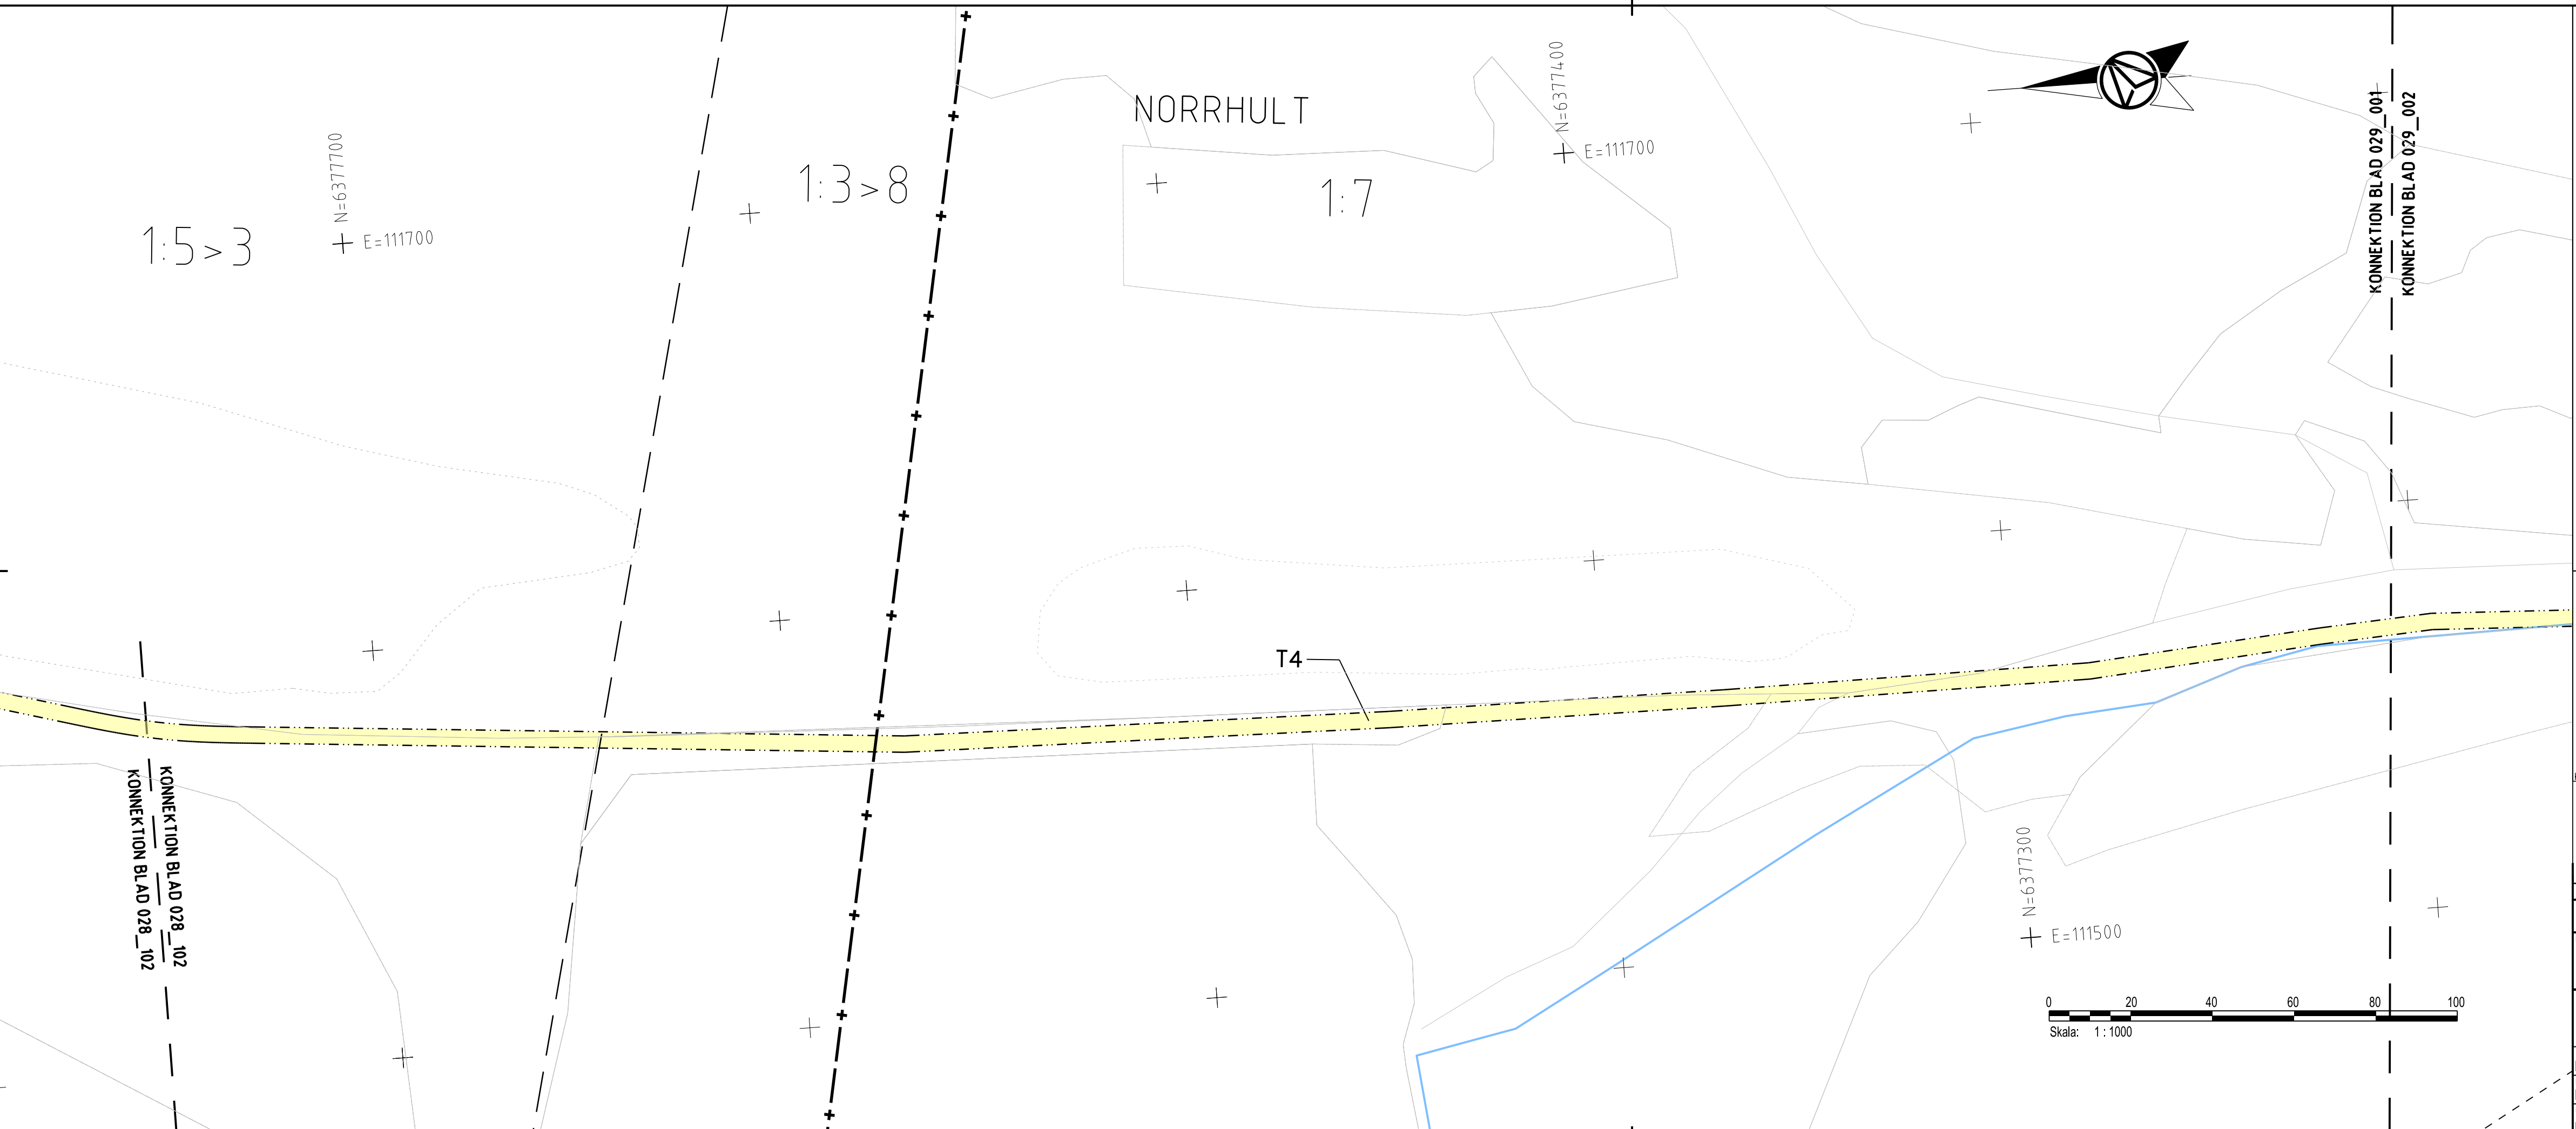 NORRHULT
1:5>3
N=6377700
E=111700
1:3>8
1:7
N=6377400
E=111700
KONNEKTION BLAD 029_001
KONNEKTION BLAD 029_002
T4
KONNEKTION BLAD 028_102
KONNEKTION BLAD 028_102
N=6377300
E=111500
0 20 40 60 80 100
Skala: 1 : 1000